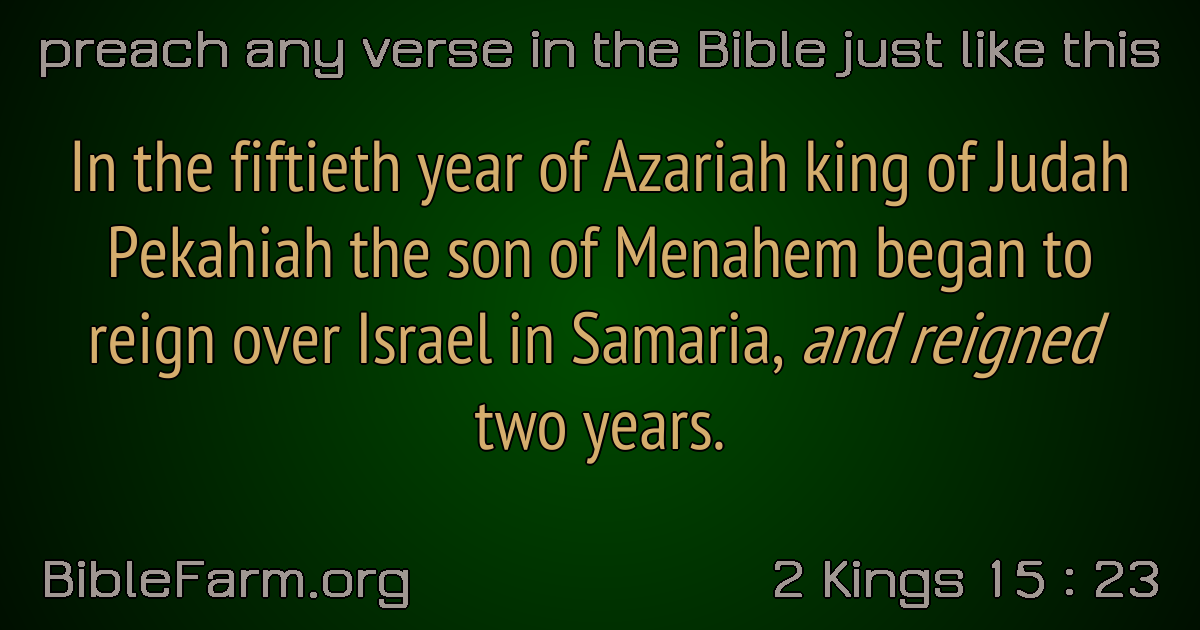 preach any verse in the Bible just like this
In the fiftieth year of Azariah king of Judah
Pekahiah the son of Menahem began to
reign over Israel in Samaria, and reigned
two years.
BibleFarm.org
2 Kings 15 : 23